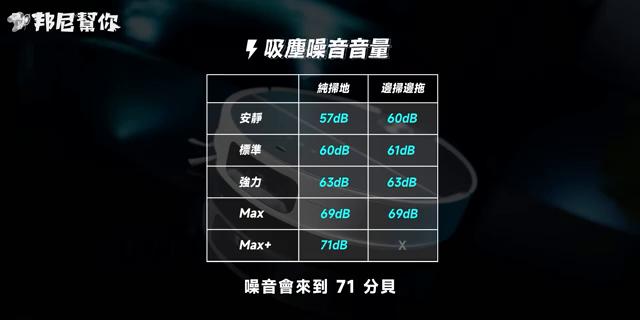 邦尼幫你
吸塵噪音音量
純掃地 邊掃邊拖
安靜 57dB 60dB
標準 60dB 61dB
強力 63dB 63dB
Max 69dB 69dB
Max+ 71dB X
噪音會來到 71 分貝